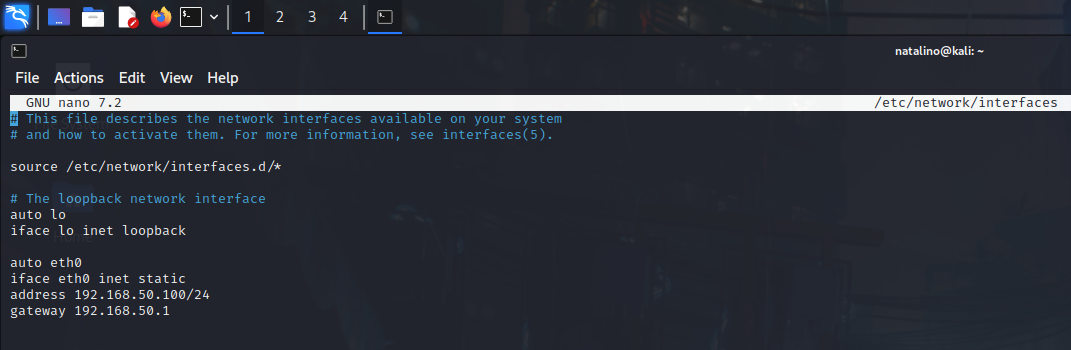 1 2 3 4
natalino@kali: ~
File Actions Edit View Help
GNU nano 7.2 /etc/network/interfaces
# This file describes the network interfaces available on your system
# and how to activate them. For more information, see interfaces(5).
source /etc/network/interfaces.d/*
# The loopback network interface
auto lo
iface lo inet loopback
auto eth0
iface eth0 inet static
address 192.168.50.100/24
gateway 192.168.50.1